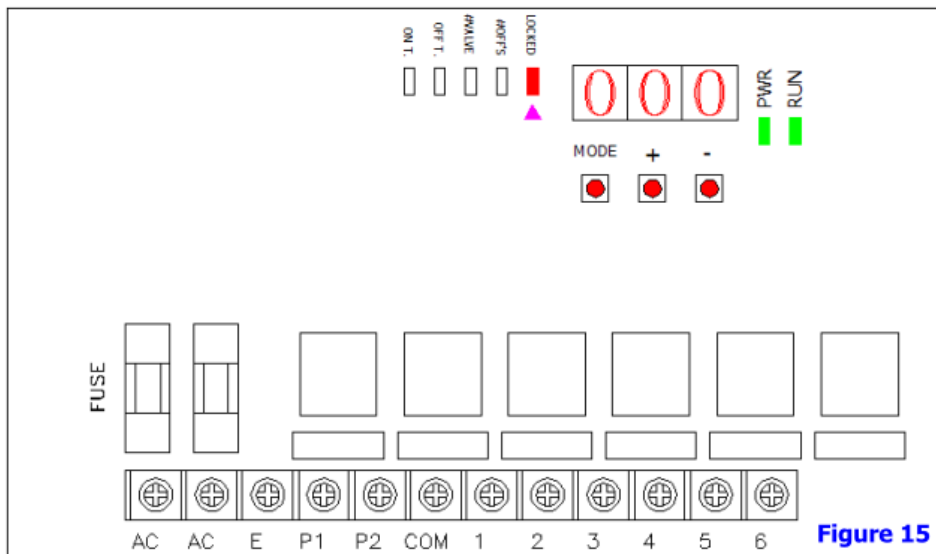 ON T.
OFF T.
#VALVE
#OFF'S
LOCKED
000
PWR
RUN
MODE + -
FUSE
AC AC E P1 P2 COM 1 2 3 4 5 6
Figure 15